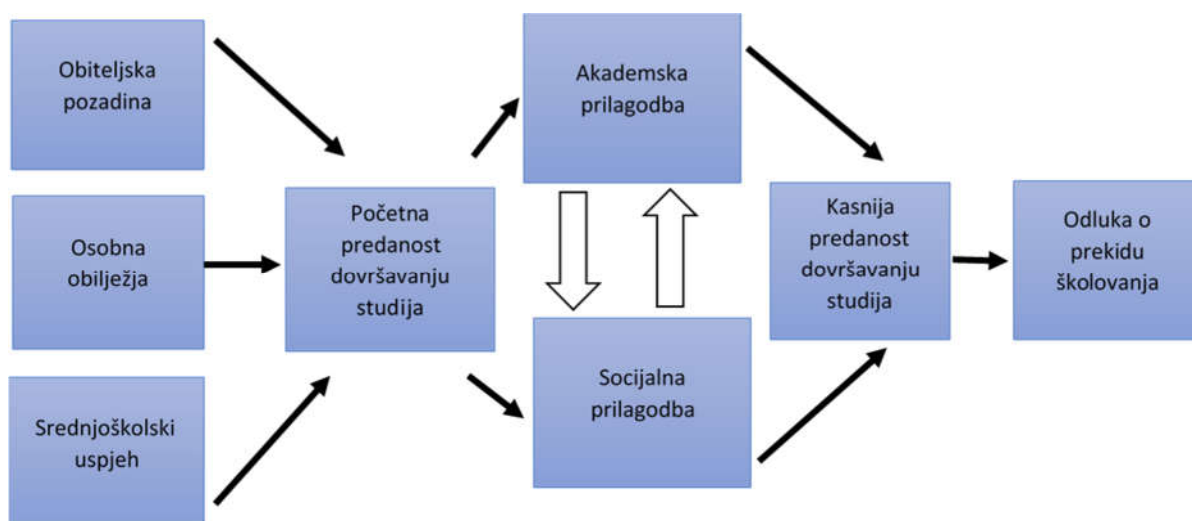 Obiteljska
pozadina
Osobna
obilježja
Srednjoškolski
uspjeh
Početna
predanost
dovršavanju
studija
Akademska
prilagodba
Socijalna
prilagodba
Kasnija
predanost
dovršavanju
studija
Odluka o
prekidu
školovanja